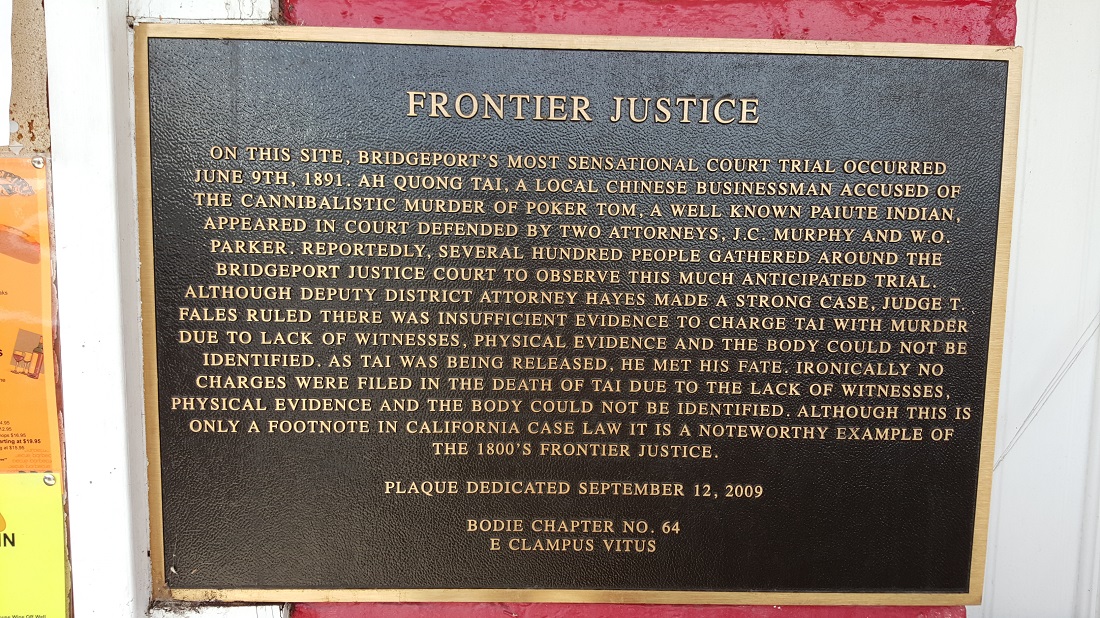 FRONTIER JUSTICE
ON THIS SITE, BRIDGEPORT'S MOST SENSATIONAL COURT TRIAL OCCURRED
JUNE 9TH, 1891. AH QUONG TAI, A LOCAL CHINESE BUSINESSMAN ACCUSED OF
THE CANNIBALISTIC MURDER OF POKER TOM, A WELL KNOWN PAIUTE INDIAN,
APPEARED IN COURT DEFENDED BY TWO ATTORNEYS, J.C. MURPHY AND W.O.
PARKER. REPORTEDLY, SEVERAL HUNDRED PEOPLE GATHERED AROUND THE
BRIDGEPORT JUSTICE COURT TO OBSERVE THIS MUCH ANTICIPATED TRIAL.
ALTHOUGH DEPUTY DISTRICT ATTORNEY HAYES MADE A STRONG CASE, JUDGE T.
FALES RULED THERE WAS INSUFFICIENT EVIDENCE TO CHARGE TAI WITH MURDER
DUE TO LACK OF WITNESSES, PHYSICAL EVIDENCE AND THE BODY COULD NOT BE
IDENTIFIED. AS TAI WAS BEING RELEASED, HE MET HIS FATE. IRONICALLY NO
CHARGES WERE FILED IN THE DEATH OF TAI DUE TO THE LACK OF WITNESSES,
PHYSICAL EVIDENCE AND THE BODY COULD NOT BE IDENTIFIED. ALTHOUGH THIS IS
ONLY A FOOTNOTE IN CALIFORNIA CASE LAW IT IS A NOTEWORTHY EXAMPLE OF
THE 1800'S FRONTIER JUSTICE.
PLAQUE DEDICATED SEPTEMBER 12, 2009
BODIE CHAPTER NO. 64
E CLAMPUS VITUS
arting at $19.95
IN